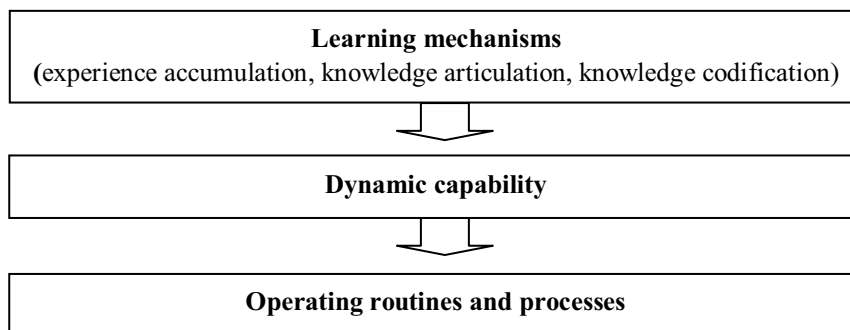 Learning mechanisms
(experience accumulation, knowledge articulation, knowledge codification)
Dynamic capability
Operating routines and processes